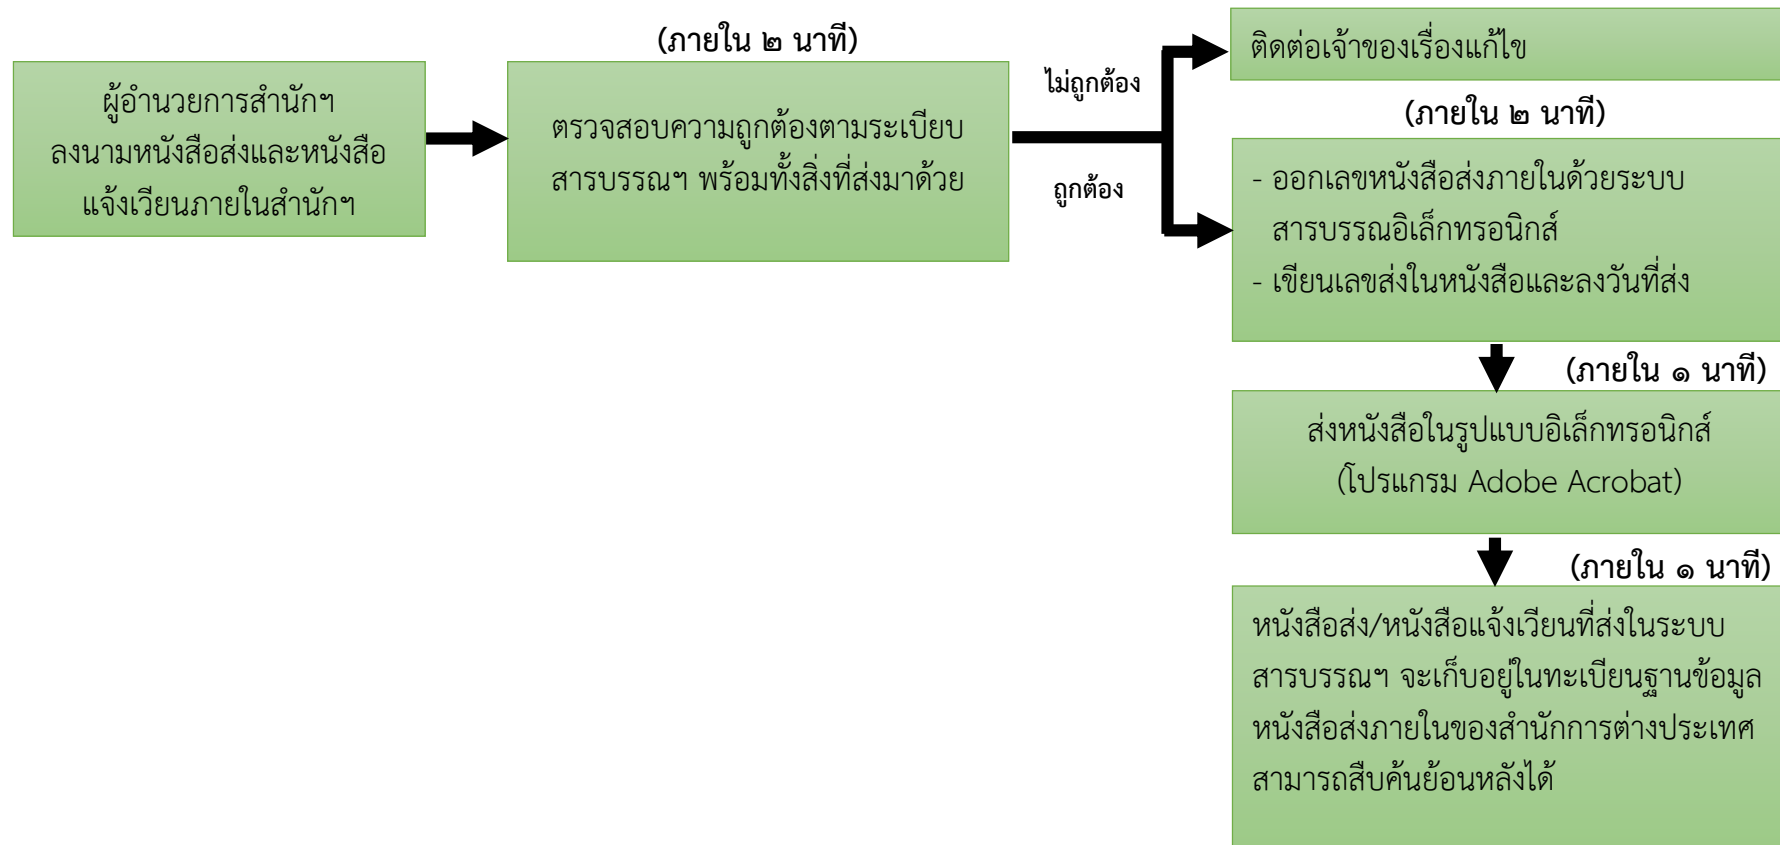 ผู้อำนวยการสำนักฯ
ลงนามหนังสือส่งและหนังสือ
แจ้งเวียนภายในสำนักฯ
(ภายใน ๒ นาที)
ตรวจสอบความถูกต้องตามระเบียบ
สารบรรณฯ พร้อมทั้งสิ่งที่ส่งมาด้วย
ไม่ถูกต้อง
ถูกต้อง
ติดต่อเจ้าของเรื่องแก้ไข
(ภายใน ๒ นาที)
- ออกเลขหนังสือส่งภายในด้วยระบบ
สารบรรณอิเล็กทรอนิกส์
- เขียนเลขส่งในหนังสือและลงวันที่ส่ง
(ภายใน ๑ นาที)
ส่งหนังสือในรูปแบบอิเล็กทรอนิกส์
(โปรแกรม Adobe Acrobat)
(ภายใน ๑ นาที)
หนังสือส่ง/หนังสือแจ้งเวียนที่ส่งในระบบ
สารบรรณฯ จะเก็บอยู่ในทะเบียนฐานข้อมูล
หนังสือส่งภายในของสำนักการต่างประเทศ
สามารถสืบค้นย้อนหลังได้